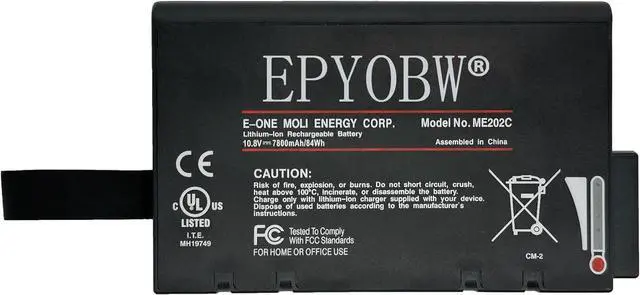 EPYOBW®
E-ONE MOLI ENERGY CORP. Model No. ME202C
Lithium-Ion Rechargeable Battery
10.8V 7800mAh/84Wh Assembled in China
CE
CAUTION:
Risk of fire, explosion, or burns. Do not short circuit, crush,
heat above 100°C, incinerate, or disassemble the battery.
Charge only with lithium-ion charger supplied with your device.
Dispose of used batteries according to the manufacturer's
instructions.
c UL us
LISTED
I.T.E.
MH19749
FC Tested To Comply
With FCC Standards
FOR HOME OR OFFICE USE
CM-2